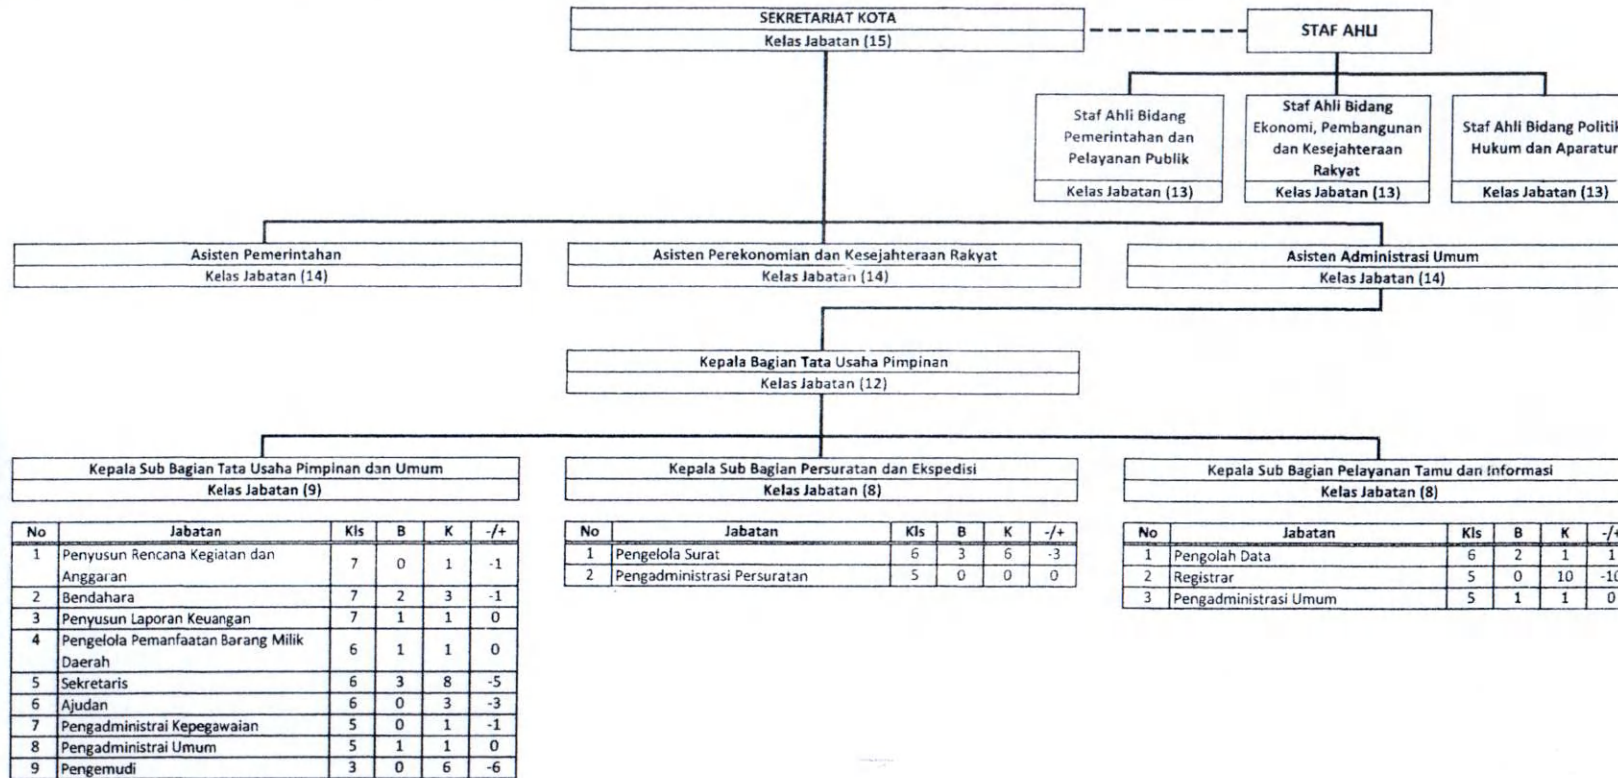 SEKRETARIAT KOTA
Kelas Jabatan (15)
STAF AHLI
Staf Ahli Bidang
Pemerintahan dan
Pelayanan Publik
Kelas Jabatan (13)
Staf Ahli Bidang
Ekonomi, Pembangunan
dan Kesejahteraan
Rakyat
Kelas Jabatan (13)
Staf Ahli Bidang Politik
Hukum dan Aparatur
Kelas Jabatan (13)
Asisten Pemerintahan
Kelas Jabatan (14)
Asisten Perekonomian dan Kesejahteraan Rakyat
Kelas Jabatan (14)
Asisten Administrasi Umum
Kelas Jabatan (14)
Kepala Bagian Tata Usaha Pimpinan
Kelas Jabatan (12)
Kepala Sub Bagian Tata Usaha Pimpinan dan Umum
Kelas Jabatan (9)
No Jabatan Kls B K -/+
1 Penyusun Rencana Kegiatan dan
Anggaran 7 0 1 -1
2 Bendahara 7 2 3 -1
3 Penyusun Laporan Keuangan 7 1 1 0
4 Pengelola Pemanfaatan Barang Milik
Daerah 6 1 1 0
5 Sekretaris 6 3 8 -5
6 Ajudan 6 0 3 -3
7 Pengadministrai Kepegawaian 5 0 1 -1
8 Pengadministrai Umum 5 1 1 0
9 Pengemudi 3 0 6 -6
Kepala Sub Bagian Persuratan dan Ekspedisi
Kelas Jabatan (8)
No Jabatan Kls B K -/+
1 Pengelola Surat 6 3 6 -3
2 Pengadministrasi Persuratan 5 0 0 0
Kepala Sub Bagian Pelayanan Tamu dan Informasi
Kelas Jabatan (8)
No Jabatan Kls B K -/+
1 Pengolah Data 6 2 1 1
2 Registrar 5 0 10 -10
3 Pengadministrasi Umum 5 1 1 0